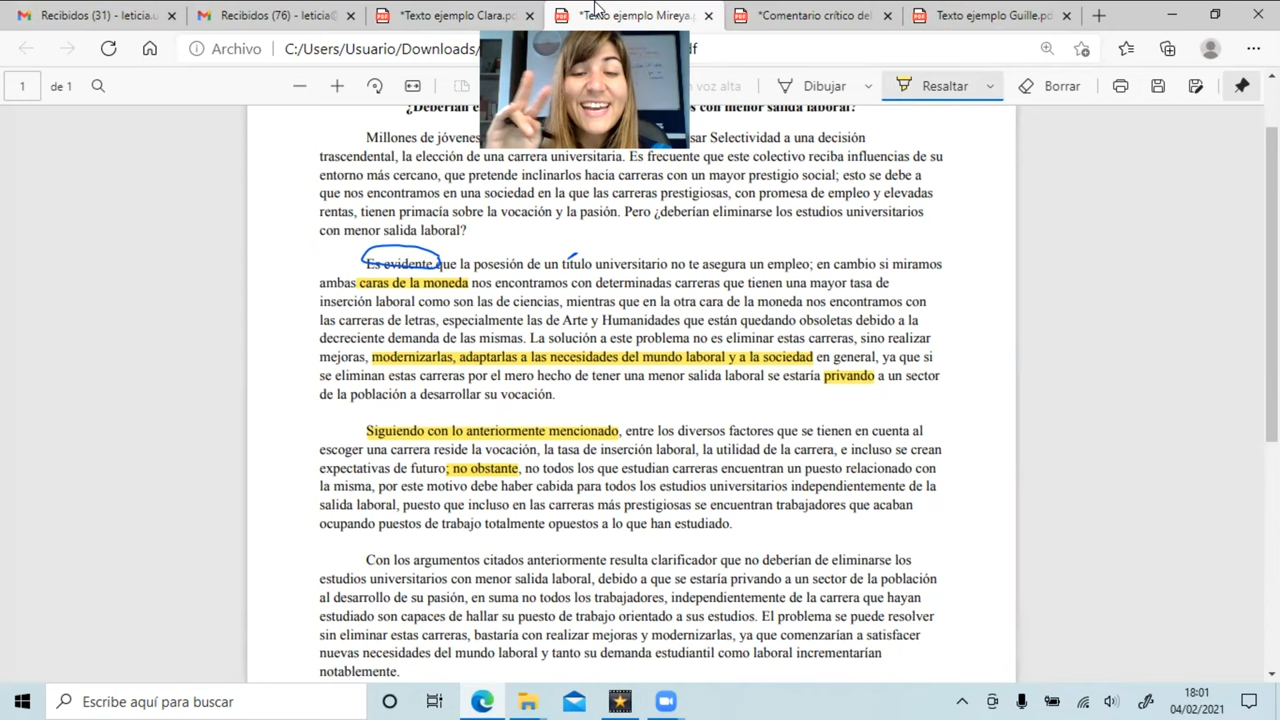 Recibidos (31) - leticia.u
Recibidos (76) - leticia@
*Texto ejemplo Clara.pd
*Texto ejemplo Mireya.
*Comentario crítico del
Texto ejemplo Guille.pd
Archivo
C:/Users/Usuario/Downloads/
df
1 de 1
voz alta
Dibujar
Resaltar
Borrar
¿Deberían e
s con menor salida laboral?
Millones de jóvenes
sar Selectividad a una decisión
trascendental, la elección de una carrera universitaria. Es frecuente que este colectivo reciba influencias de su
entorno más cercano, que pretende inclinarlos hacia carreras con un mayor prestigio social; esto se debe a
que nos encontramos en una sociedad en la que las carreras prestigiosas, con promesa de empleo y elevadas
rentas, tienen primacía sobre la vocación y la pasión. Pero ¿deberían eliminarse los estudios universitarios
con menor salida laboral?
Es evidente que la posesión de un título universitario no te asegura un empleo; en cambio si miramos
ambas caras de la moneda nos encontramos con determinadas carreras que tienen una mayor tasa de
inserción laboral como son las de ciencias, mientras que en la otra cara de la moneda nos encontramos con
las carreras de letras, especialmente las de Arte y Humanidades que están quedando obsoletas debido a la
decreciente demanda de las mismas. La solución a este problema no es eliminar estas carreras, sino realizar
mejoras, modernizarlas, adaptarlas a las necesidades del mundo laboral y a la sociedad en general, ya que si
se eliminan estas carreras por el mero hecho de tener una menor salida laboral se estaría privando a un sector
de la población a desarrollar su vocación.
Siguiendo con lo anteriormente mencionado, entre los diversos factores que se tienen en cuenta al
escoger una carrera reside la vocación, la tasa de inserción laboral, la utilidad de la carrera, e incluso se crean
expectativas de futuro; no obstante, no todos los que estudian carreras encuentran un puesto relacionado con
la misma, por este motivo debe haber cabida para todos los estudios universitarios independientemente de la
salida laboral, puesto que incluso en las carreras más prestigiosas se encuentran trabajadores que acaban
ocupando puestos de trabajo totalmente opuestos a lo que han estudiado.
Con los argumentos citados anteriormente resulta clarificador que no deberían de eliminarse los
estudios universitarios con menor salida laboral, debido a que se estaría privando a un sector de la población
al desarrollo de su pasión, en suma no todos los trabajadores, independientemente de la carrera que hayan
estudiado son capaces de hallar su puesto de trabajo orientado a sus estudios. El problema se puede resolver
sin eliminar estas carreras, bastaría con realizar mejoras y modernizarlas, ya que comenzarían a satisfacer
nuevas necesidades del mundo laboral y tanto su demanda estudiantil como laboral incrementarían
notablemente.
Escribe aquí para buscar
18:01
04/02/2021